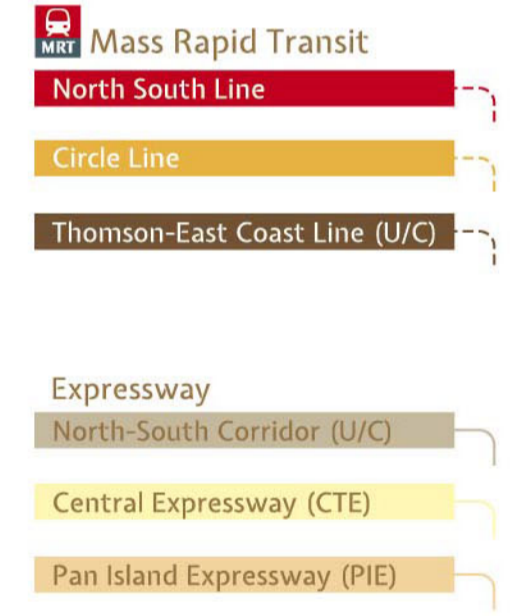 MRT Mass Rapid Transit
North South Line
Circle Line
Thomson-East Coast Line (U/C)
Expressway
North-South Corridor (U/C)
Central Expressway (CTE)
Pan Island Expressway (PIE)